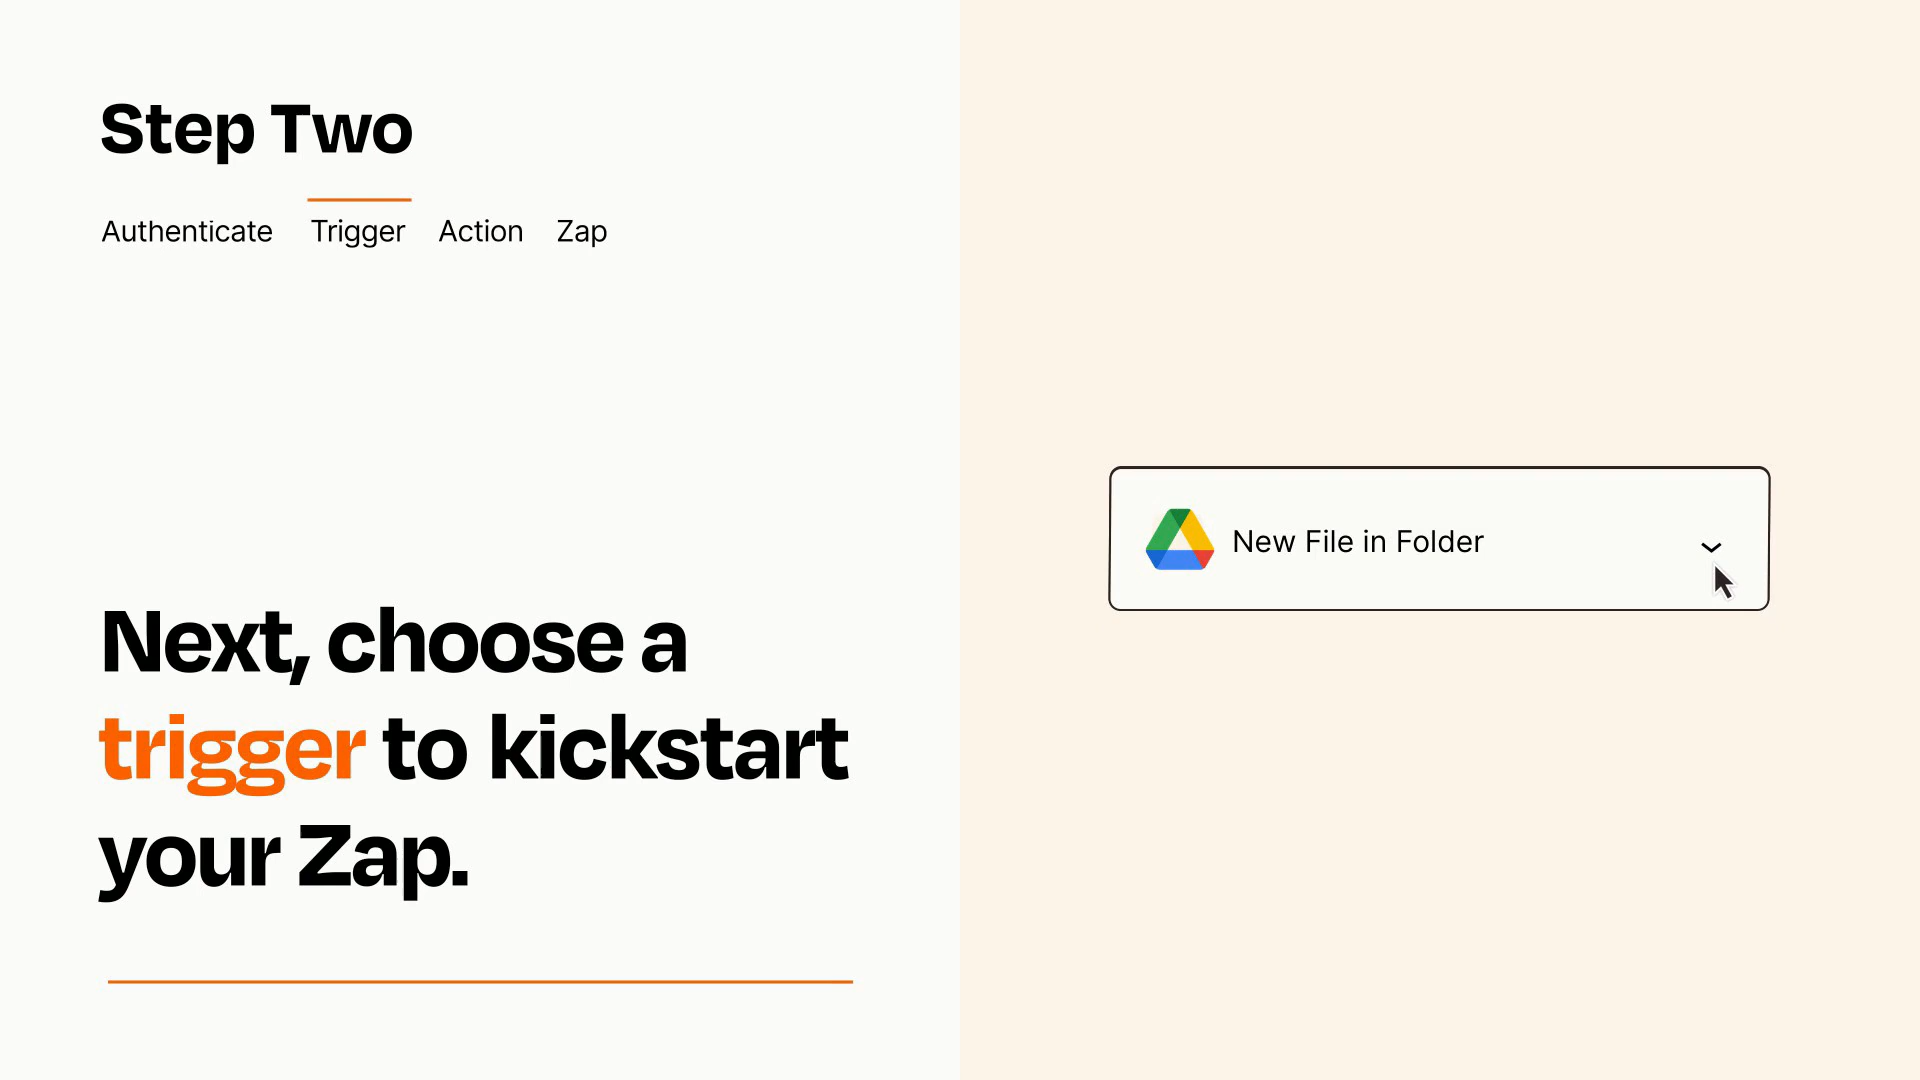 Step Two
Authenticate Trigger Action Zap
Next, choose a
trigger to kickstart
your Zap.
New File in Folder